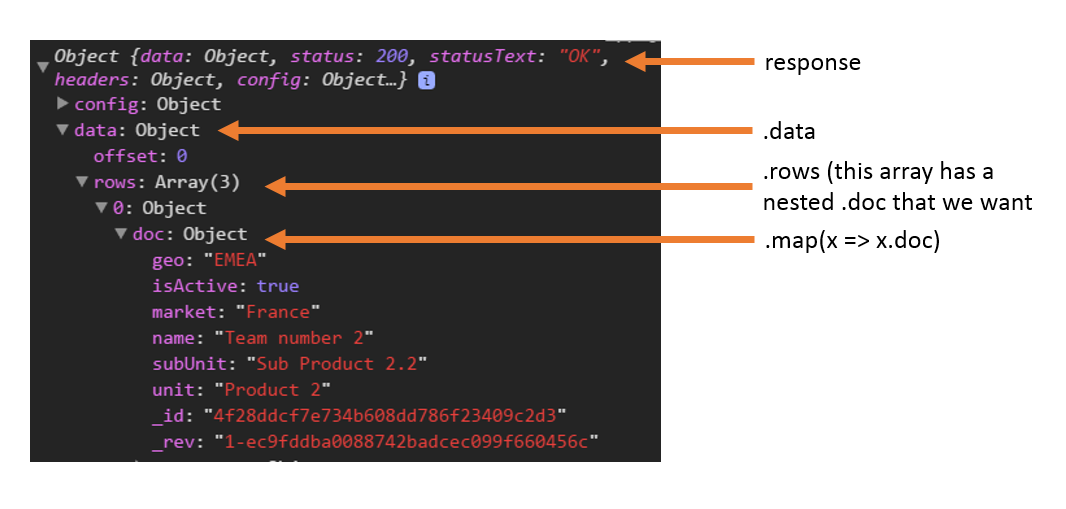 Object {data: Object, status: 200, statusText: "OK",
headers: Object, config: Object…} i
response
config: Object
data: Object
.data
offset: 0
rows: Array(3)
.rows (this array has a
nested .doc that we want
0: Object
doc: Object
.map(x => x.doc)
geo: "EMEA"
isActive: true
market: "France"
name: "Team number 2"
subUnit: "Sub Product 2.2"
unit: "Product 2"
_id: "4f28ddcf7e734b608dd786f23409c2d3"
_rev: "1-ec9fddba0088742badcec099f660456c"